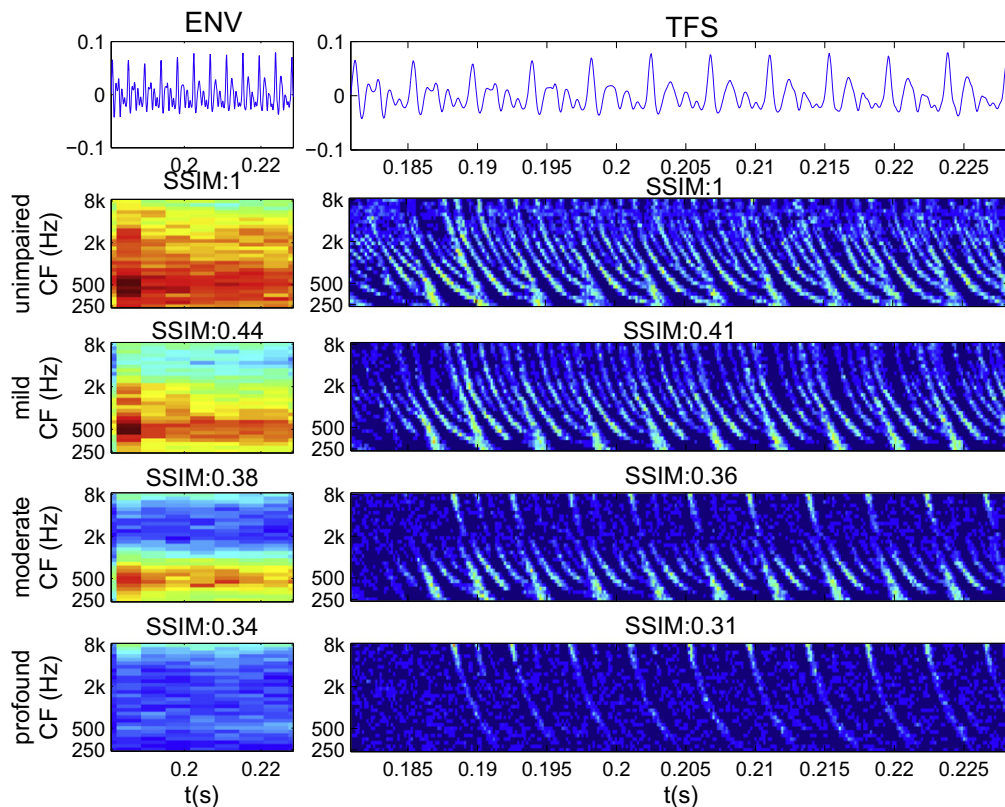 ENV TFS
0.1 0.1
0 0
−0.1 −0.1
0.2 0.22 0.185 0.19 0.195 0.2 0.205 0.21 0.215 0.22 0.225
SSIM:1 SSIM:1
unimpaired
CF (Hz)
8k 8k
2k 2k
500 500
250 250
SSIM:0.44 SSIM:0.41
mild
CF (Hz)
8k 8k
2k 2k
500 500
250 250
SSIM:0.38 SSIM:0.36
moderate
CF (Hz)
8k 8k
2k 2k
500 500
250 250
SSIM:0.34 SSIM:0.31
profound
CF (Hz)
8k 8k
2k 2k
500 500
250 250
0.2 0.22 0.185 0.19 0.195 0.2 0.205 0.21 0.215 0.22 0.225
t(s) t(s)